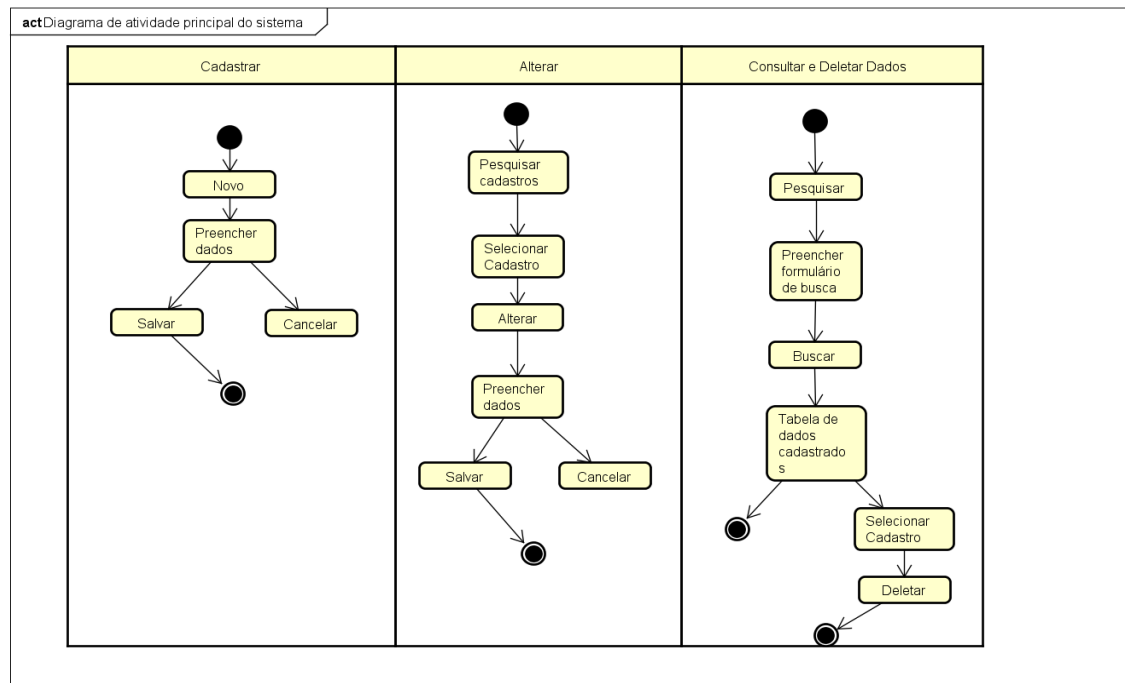 act Diagrama de atividade principal do sistema
Cadastrar
Alterar
Consultar e Deletar Dados
Novo
Preencher
dados
Salvar
Cancelar
Pesquisar
cadastros
Selecionar
Cadastro
Alterar
Preencher
dados
Salvar
Cancelar
Pesquisar
Preencher
formulário
de busca
Buscar
Tabela de
dados
cadastrado
s
Selecionar
Cadastro
Deletar